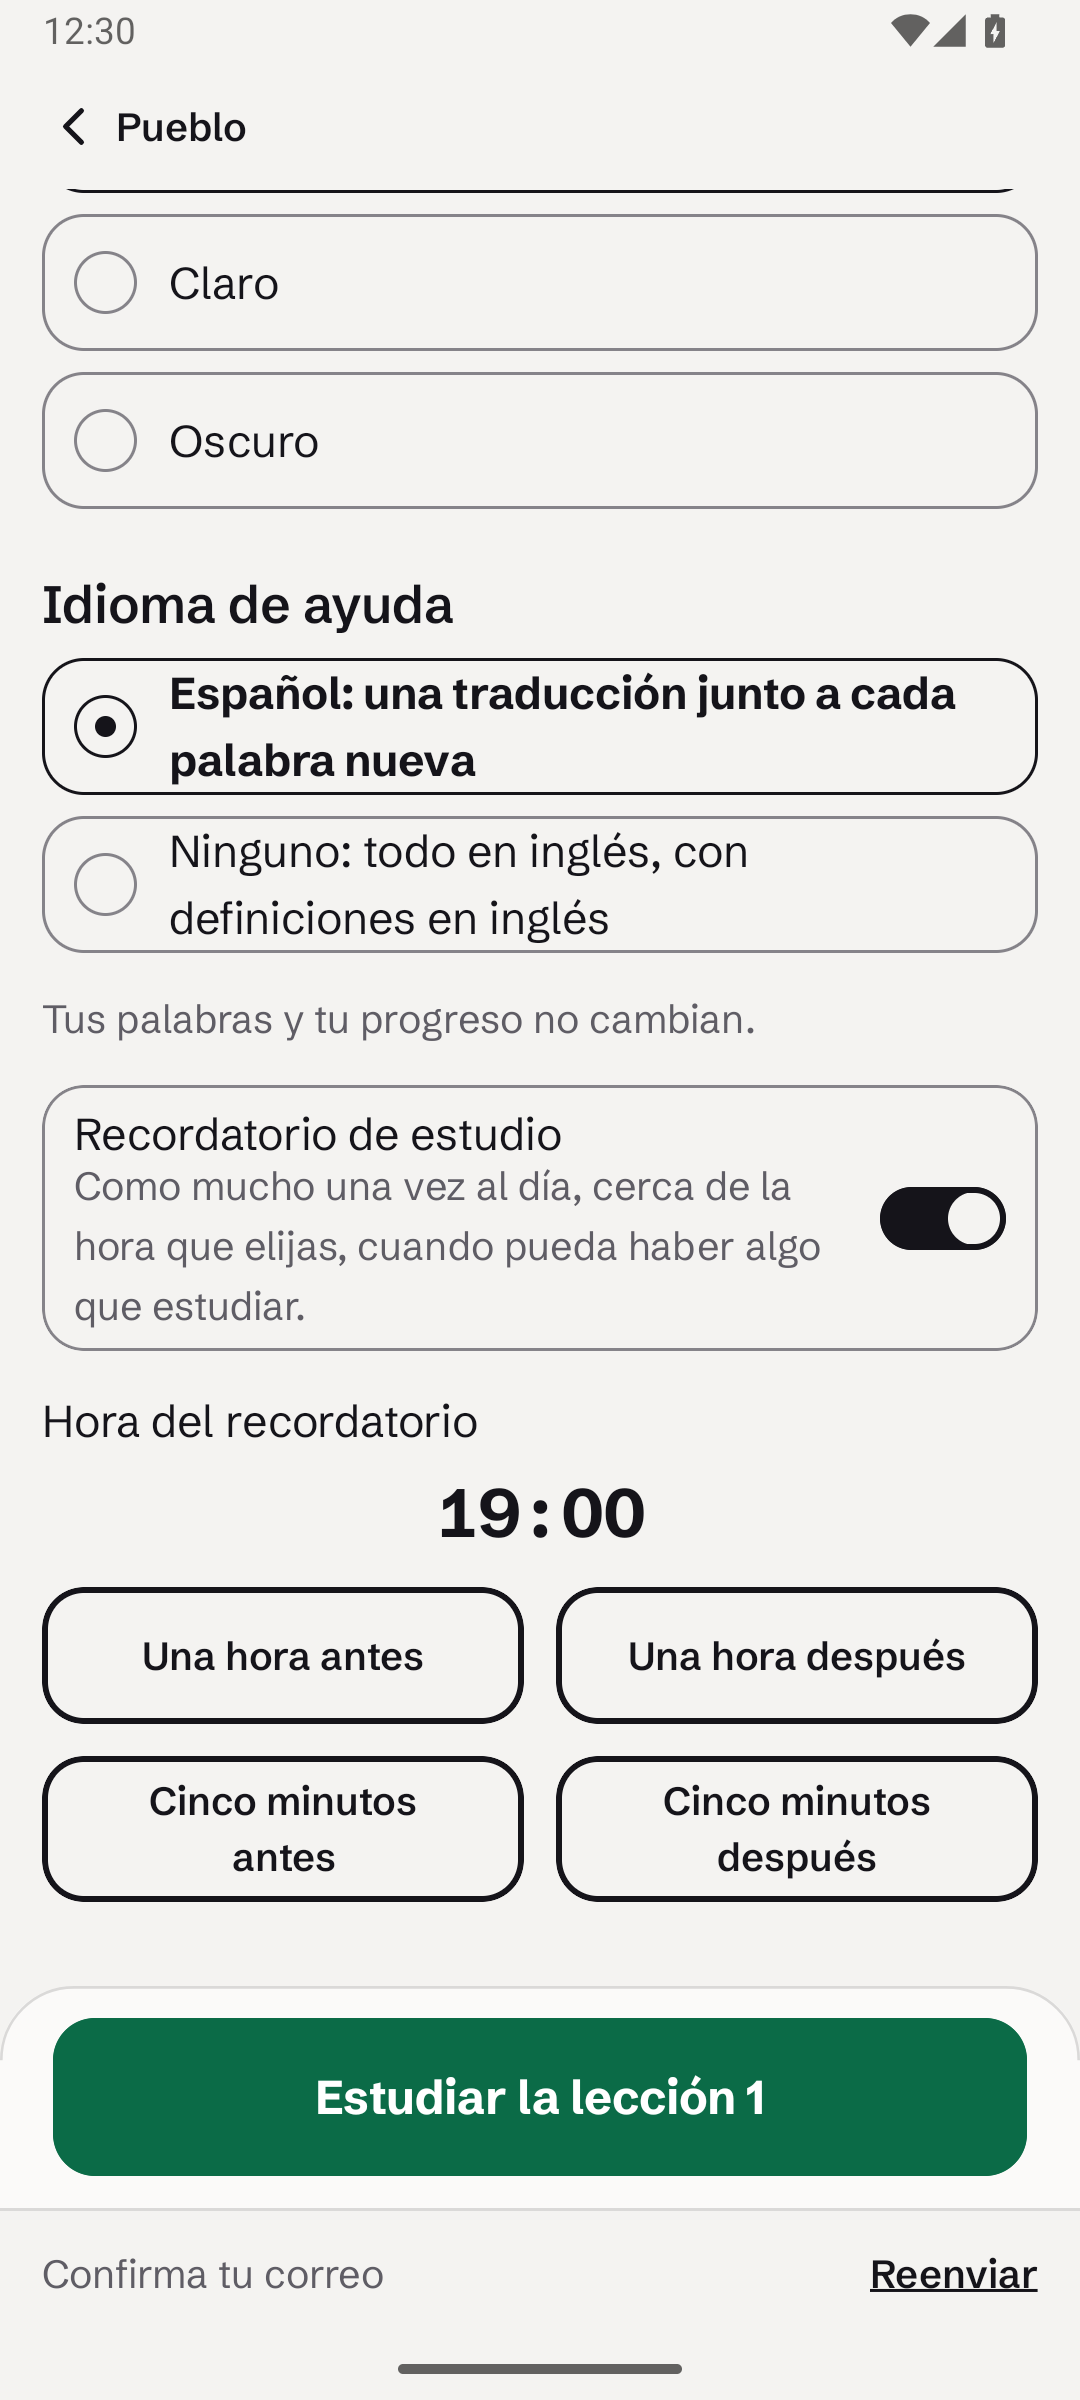 12:30
Pueblo
Claro
Oscuro
Idioma de ayuda
Español: una traducción junto a cada
palabra nueva
Ninguno: todo en inglés, con
definiciones en inglés
Tus palabras y tu progreso no cambian.
Recordatorio de estudio
Como mucho una vez al día, cerca de la
hora que elijas, cuando pueda haber algo
que estudiar.
Hora del recordatorio
19:00
Una hora antes
Una hora después
Cinco minutos
antes
Cinco minutos
después
Estudiar la lección 1
Confirma tu correo
Reenviar